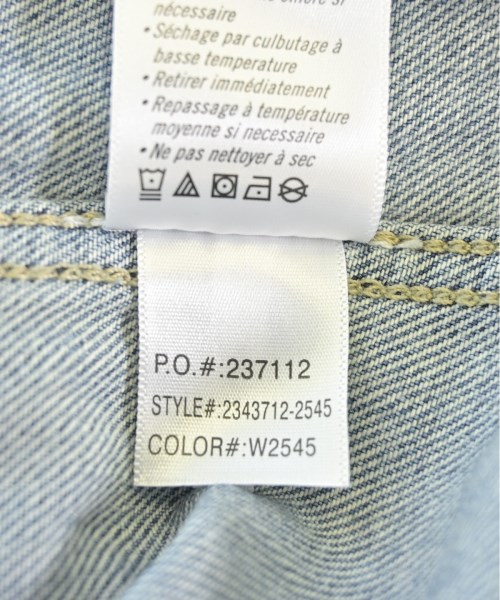 nécessaire
• Séchage par culbutage à
basse temperature
• Retirer immédiatement
• Repassage à température
moyenne si necessaire
• Ne pas nettoyer à sec
P.O.#:237112
STYLE#:2343712-2545
COLOR#:W2545